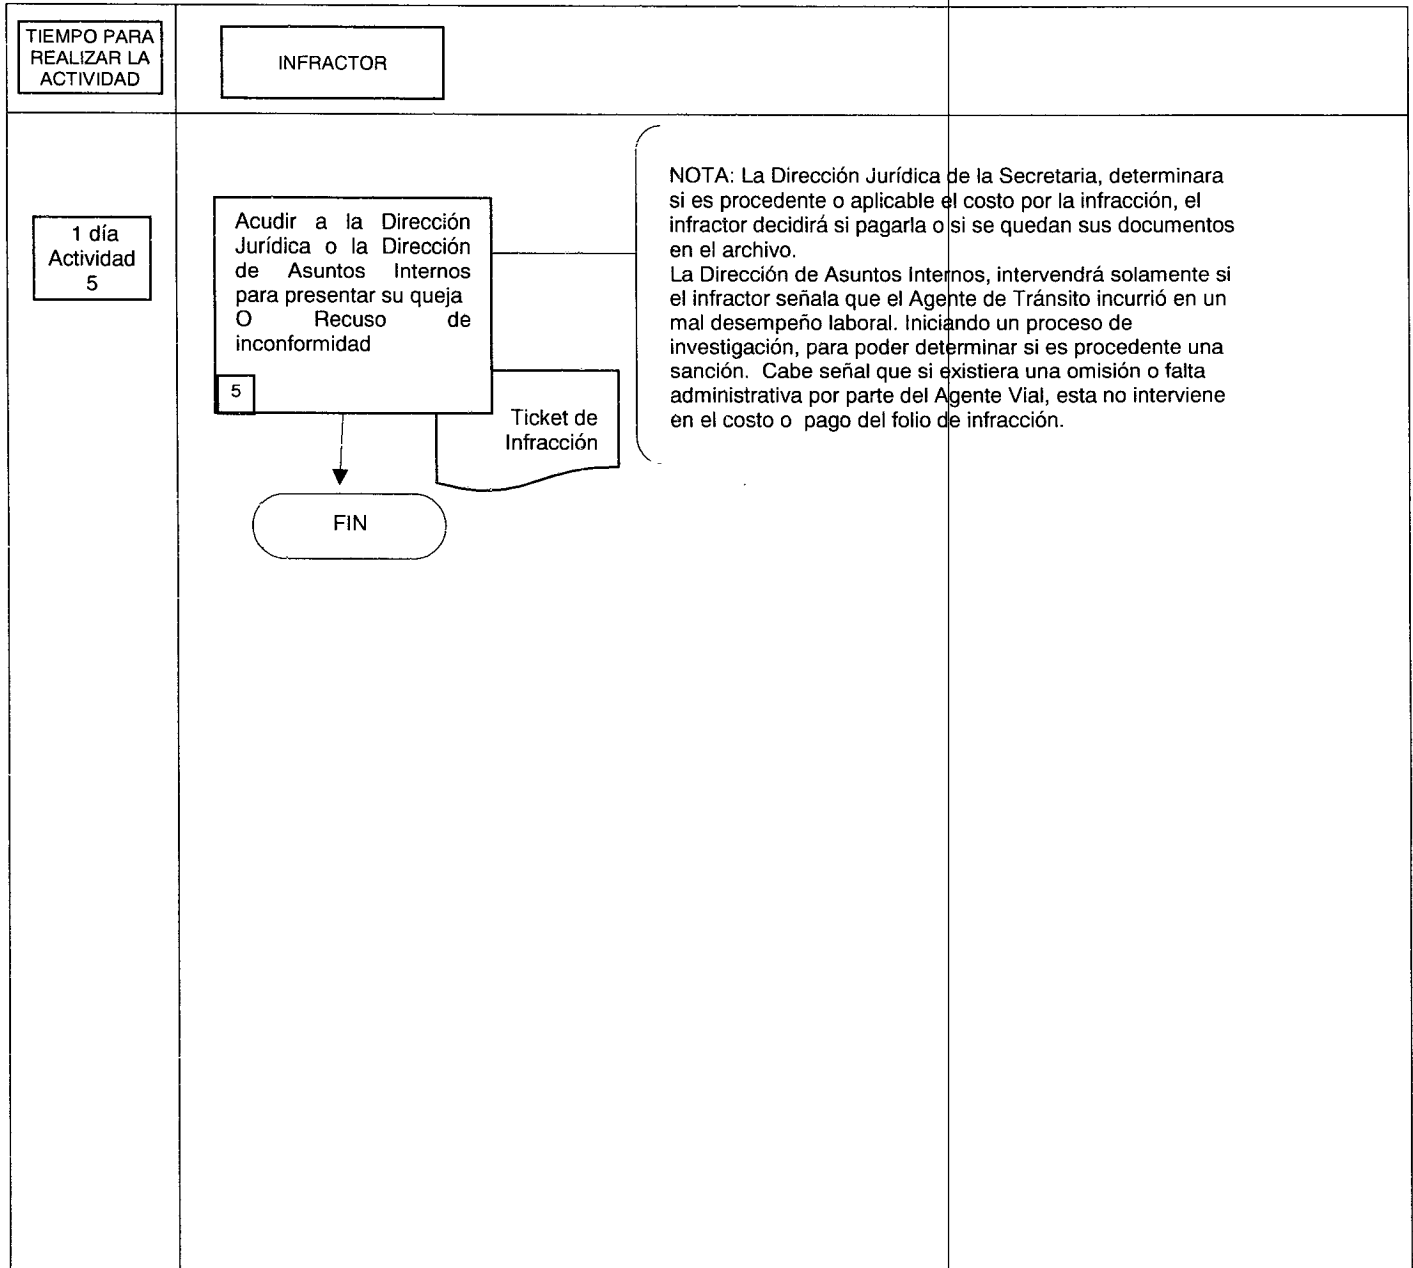 TIEMPO PARA
REALIZAR LA
ACTIVIDAD
INFRACTOR
1 día
Actividad
5
Acudir a la Dirección
Jurídica o la Dirección
de Asuntos Internos
para presentar su queja
O Recuso de
inconformidad
5
Ticket de
Infracción
FIN
NOTA: La Dirección Jurídica de la Secretaria, determinara
si es procedente o aplicable el costo por la infracción, el
infractor decidirá si pagarla o si se quedan sus documentos
en el archivo.
La Dirección de Asuntos Internos, intervendrá solamente si
el infractor señala que el Agente de Tránsito incurrió en un
mal desempeño laboral. Iniciando un proceso de
investigación, para poder determinar si es procedente una
sanción. Cabe señal que si existiera una omisión o falta
administrativa por parte del Agente Vial, esta no interviene
en el costo o pago del folio de infracción.